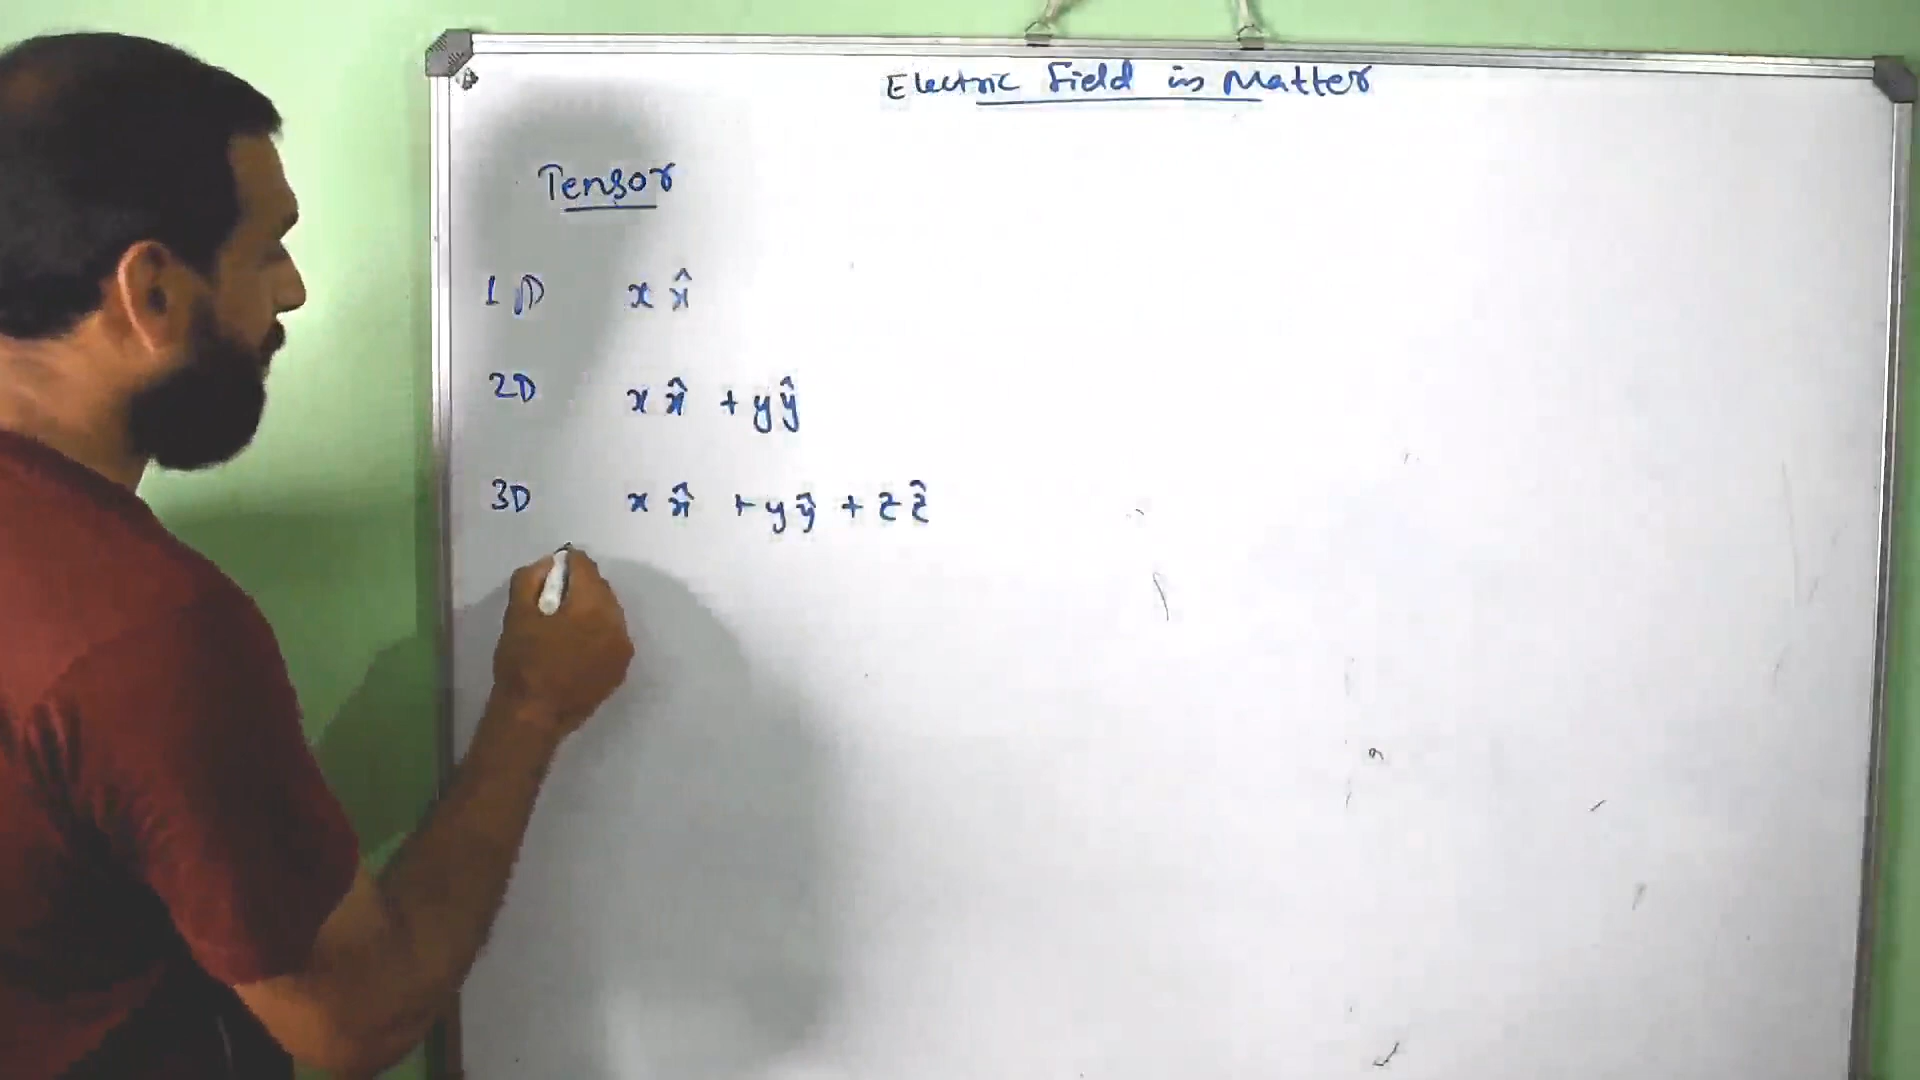 Electric Field in Matter
Tensor
1D x x̂
2D x x̂ + y ŷ
3D x x̂ + y ŷ + z ẑ